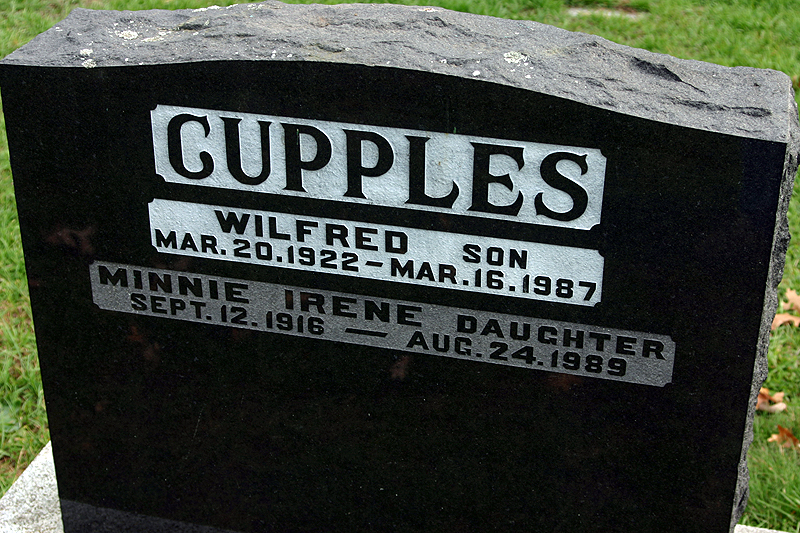 CUPPLES
WILFRED SON
MAR. 20. 1922 – MAR. 16. 1987
MINNIE IRENE DAUGHTER
SEPT. 12. 1916 — AUG. 24. 1989